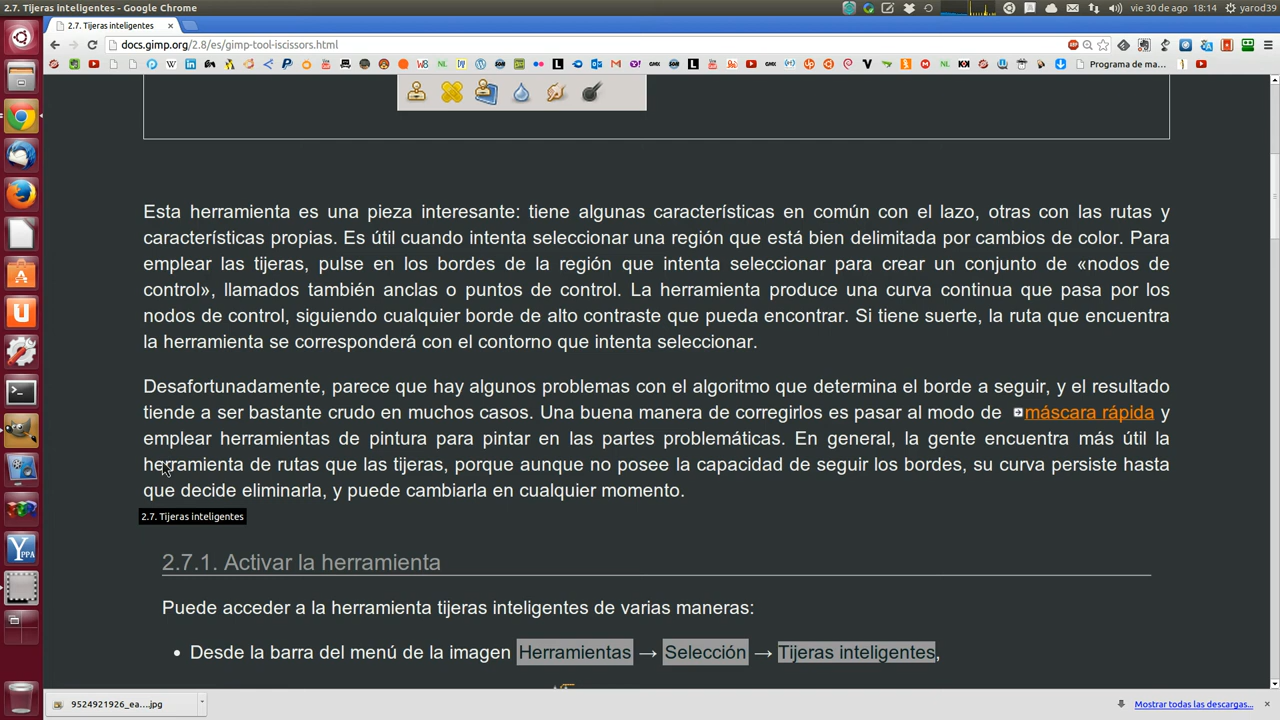 2.7. Tijeras Inteligentes - Google Chrome
vie 30 de ago
18:14
yarod39
2.7. Tijeras inteligentes
docs.gimp.org/2.8/es/gimp-tool-iscissors.html
Programa de ma...
Esta herramienta es una pieza interesante: tiene algunas características en común con el lazo, otras con las rutas y
características propias. Es útil cuando intenta seleccionar una región que está bien delimitada por cambios de color. Para
emplear las tijeras, pulse en los bordes de la región que intenta seleccionar para crear un conjunto de «nodos de
control», llamados también anclas o puntos de control. La herramienta produce una curva continua que pasa por los
nodos de control, siguiendo cualquier borde de alto contraste que pueda encontrar. Si tiene suerte, la ruta que encuentra
la herramienta se corresponderá con el contorno que intenta seleccionar.
Desafortunadamente, parece que hay algunos problemas con el algoritmo que determina el borde a seguir, y el resultado
tiende a ser bastante crudo en muchos casos. Una buena manera de corregirlos es pasar al modo de máscara rápida y
emplear herramientas de pintura para pintar en las partes problemáticas. En general, la gente encuentra más útil la
herramienta de rutas que las tijeras, porque aunque no posee la capacidad de seguir los bordes, su curva persiste hasta
que decide eliminarla, y puede cambiarla en cualquier momento.
2.7. Tijeras inteligentes
2.7.1. Activar la herramienta
Puede acceder a la herramienta tijeras inteligentes de varias maneras:
• Desde la barra del menú de la imagen Herramientas → Selección → Tijeras inteligentes,
9524921926_ea....jpg
Mostrar todas las descargas...